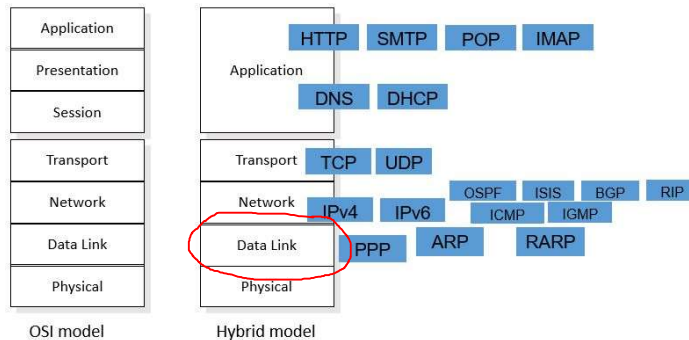 Application
Presentation
Session
Transport
Network
Data Link
Physical
OSI model
Application
Transport
Network
Data Link
Physical
Hybrid model
HTTP SMTP POP IMAP
DNS DHCP
TCP UDP
OSPF ISIS BGP RIP
IPv4 IPv6 ICMP IGMP
PPP ARP RARP